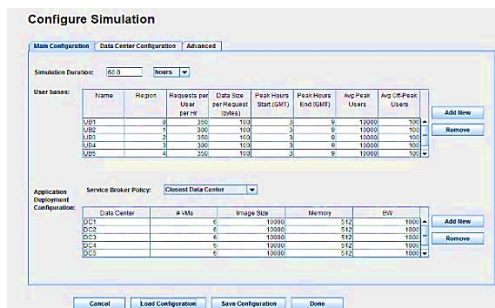 Configure Simulation
Main Configuration Data Center Configuration Advanced
Simulation Duration: 60.0 hours
User bases:
Name Region Requests per User per Hr Data Size per Request (bytes) Peak Hours Start (GMT) Peak Hours End (GMT) Avg Peak Users Avg Off-Peak Users
UB1 0 350 100 3 9 10000 100
UB2 1 300 100 3 9 10000 100
UB3 2 350 100 3 9 10000 100
UB4 3 300 100 3 9 10000 100
UB5 4 350 100 3 9 10000 100
Add New
Remove
Application Deployment Configuration:
Service Broker Policy: Closest Data Center
Data Center # VMs Image Size Memory BW
DC1 6 10000 512 1000
DC2 6 10000 512 1000
DC3 6 10000 512 1000
DC4 6 10000 512 1000
DC5 6 10000 512 1000
Add New
Remove
Cancel Load Configuration Save Configuration Done